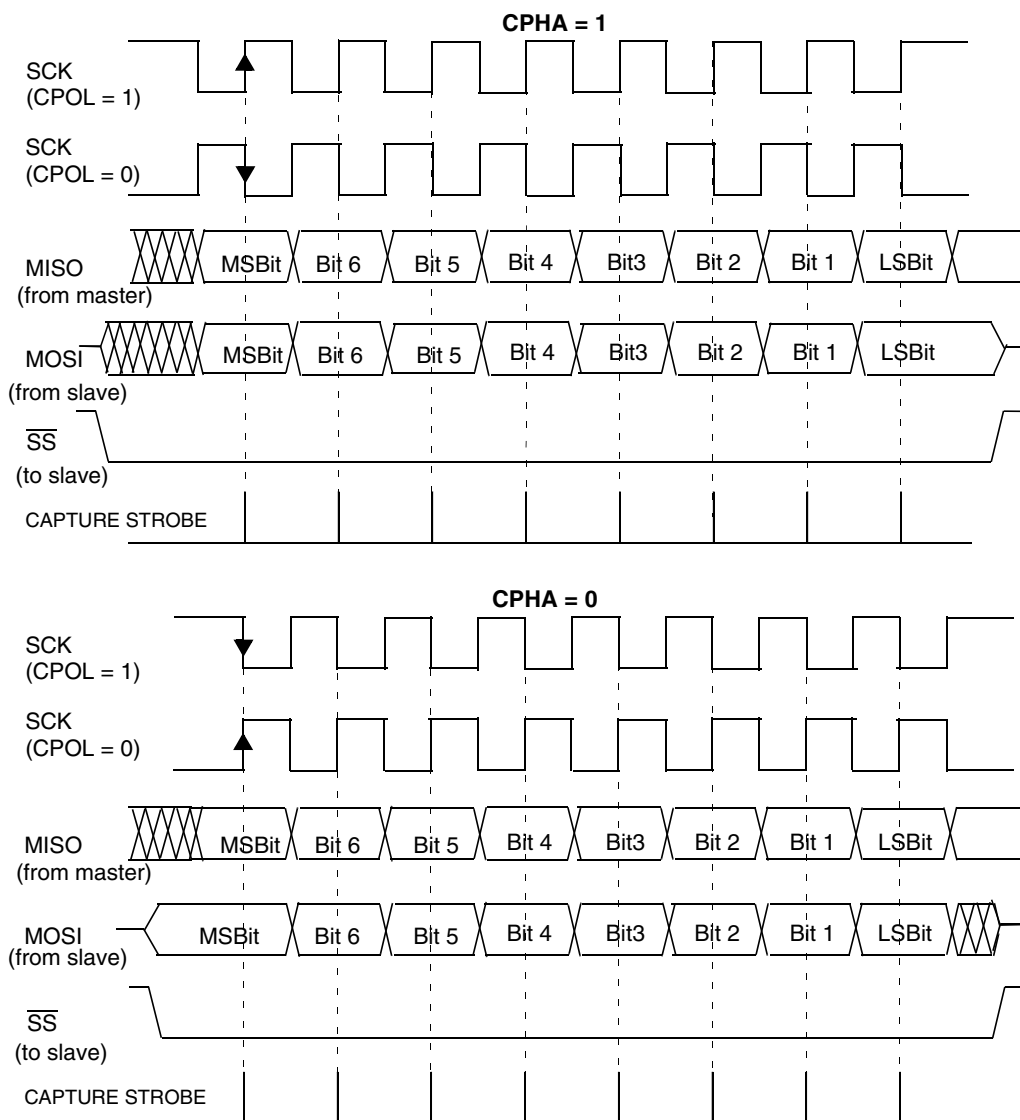 CPHA = 1
SCK
(CPOL = 1)
SCK
(CPOL = 0)
MISO
(from master)
MSBit Bit 6 Bit 5 Bit 4 Bit3 Bit 2 Bit 1 LSBit
MOSI
(from slave)
MSBit Bit 6 Bit 5 Bit 4 Bit3 Bit 2 Bit 1 LSBit
SS
(to slave)
CAPTURE STROBE
CPHA = 0
SCK
(CPOL = 1)
SCK
(CPOL = 0)
MISO
(from master)
MSBit Bit 6 Bit 5 Bit 4 Bit3 Bit 2 Bit 1 LSBit
MOSI
(from slave)
MSBit Bit 6 Bit 5 Bit 4 Bit3 Bit 2 Bit 1 LSBit
SS
(to slave)
CAPTURE STROBE